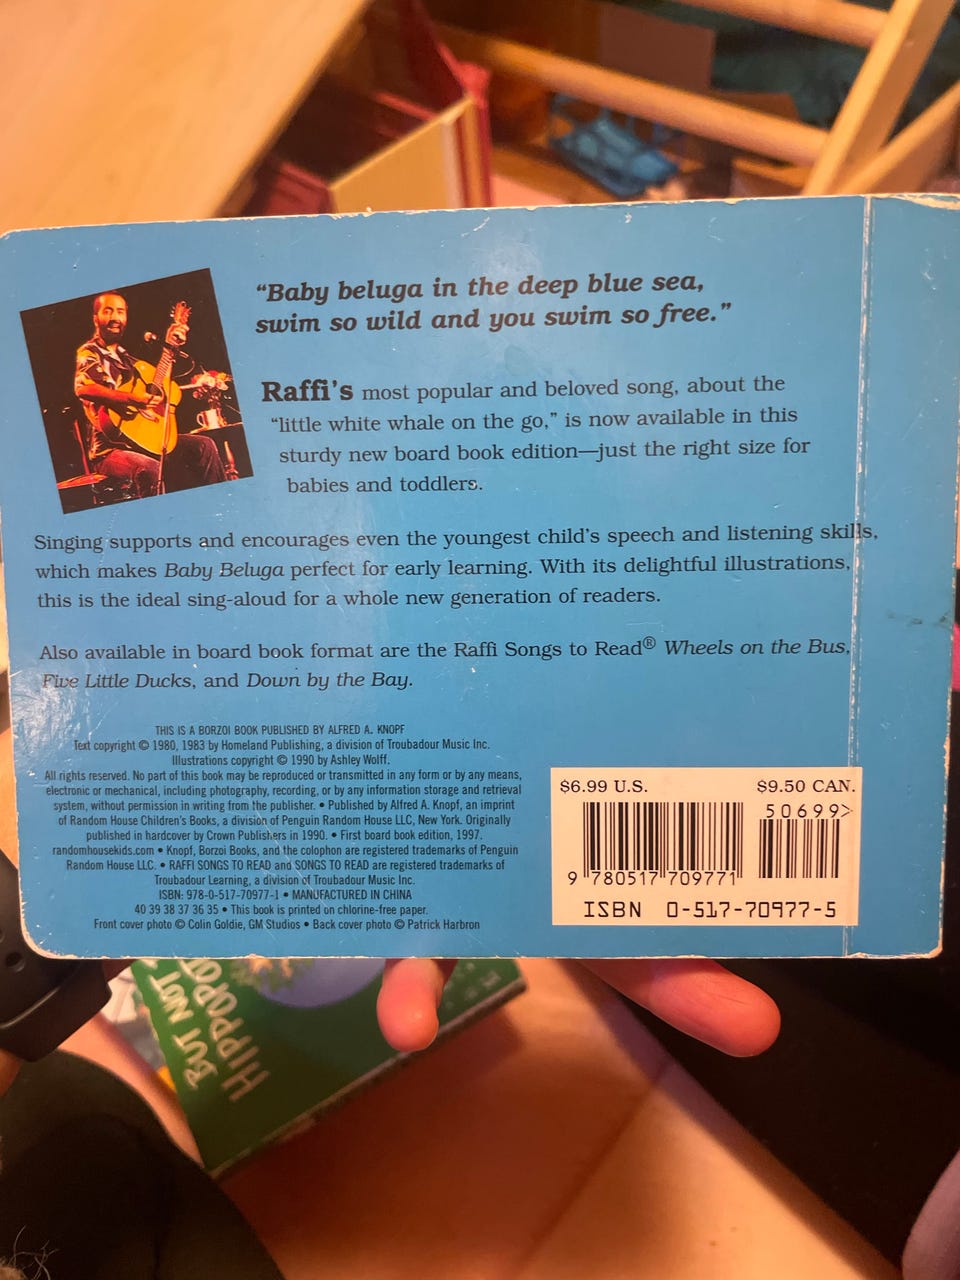 “Baby beluga in the deep blue sea,
swim so wild and you swim so free.”
Raffi’s most popular and beloved song, about the
“little white whale on the go,” is now available in this
sturdy new board book edition—just the right size for
babies and toddlers.
Singing supports and encourages even the youngest child’s speech and listening skills,
which makes Baby Beluga perfect for early learning. With its delightful illustrations,
this is the ideal sing-aloud for a whole new generation of readers.
Also available in board book format are the Raffi Songs to Read® Wheels on the Bus,
Five Little Ducks, and Down by the Bay.
THIS IS A BORZOI BOOK PUBLISHED BY ALFRED A. KNOPF
Text copyright © 1980, 1983 by Homeland Publishing, a division of Troubadour Music Inc.
Illustrations copyright © 1990 by Ashley Wolff.
All rights reserved. No part of this book may be reproduced or transmitted in any form or by any means,
electronic or mechanical, including photography, recording, or by any information storage and retrieval
system, without permission in writing from the publisher. • Published by Alfred A. Knopf, an imprint
of Random House Children’s Books, a division of Penguin Random House LLC, New York. Originally
published in hardcover by Crown Publishers in 1990. • First board book edition, 1997.
randomhousekids.com • Knopf, Borzoi Books, and the colophon are registered trademarks of Penguin
Random House LLC. • RAFFI SONGS TO READ and SONGS TO READ are registered trademarks of
Troubadour Learning, a division of Troubadour Music Inc.
ISBN: 978-0-517-70977-1 • MANUFACTURED IN CHINA
40 39 38 37 36 35 • This book is printed on chlorine-free paper.
Front cover photo © Colin Goldie, GM Studios • Back cover photo © Patrick Harbron
$6.99 U.S. $9.50 CAN.
50699>
9 780517 709771
ISBN 0-517-70977-5
BUT NOT